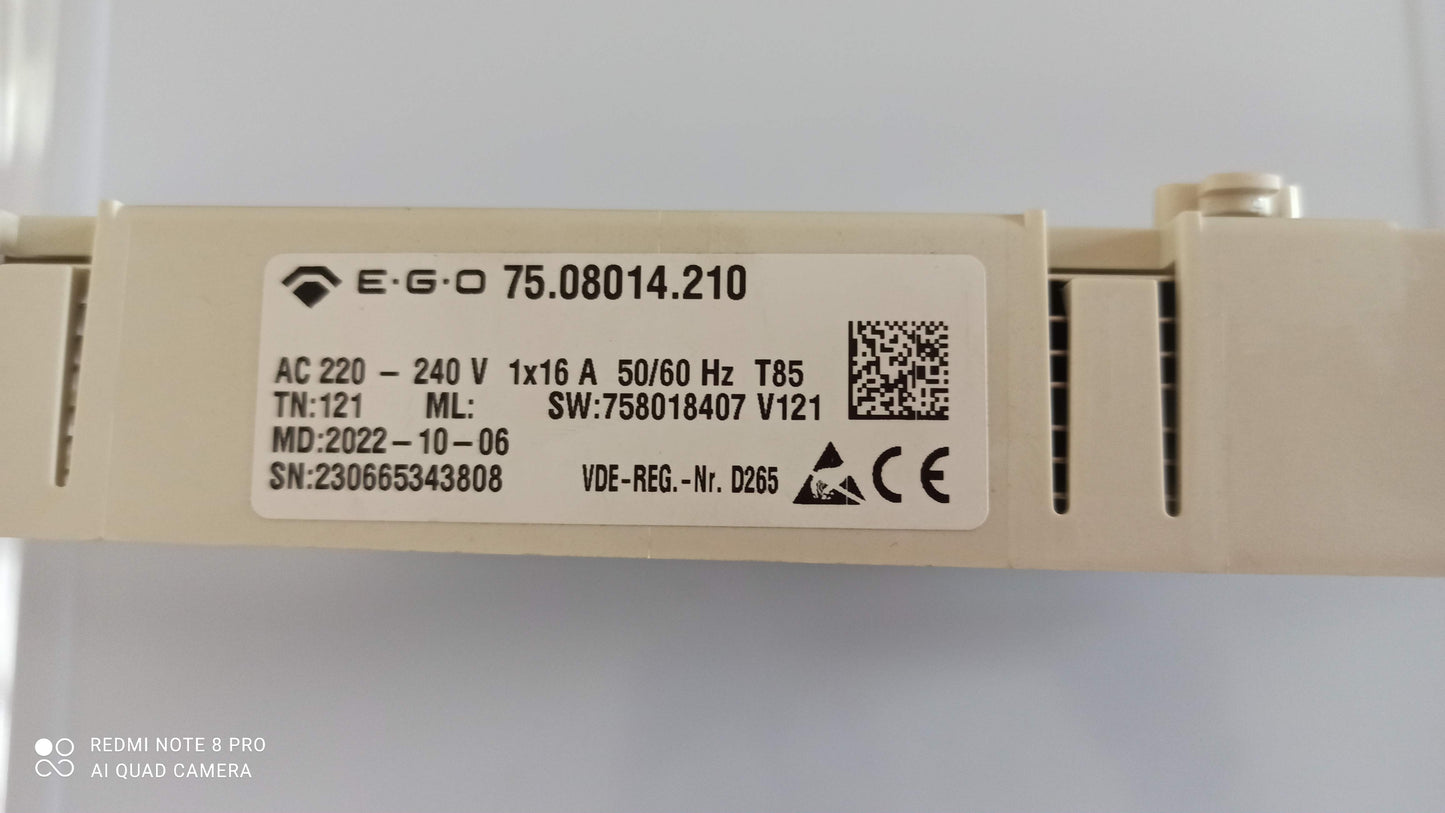 E·G·O 75.08014.210
AC 220 – 240 V 1x16 A 50/60 Hz T85
TN:121 ML: SW:758018407 V121
MD:2022-10-06
SN:230665343808 VDE-REG.-Nr. D265 CE
REDMI NOTE 8 PRO
AI QUAD CAMERA